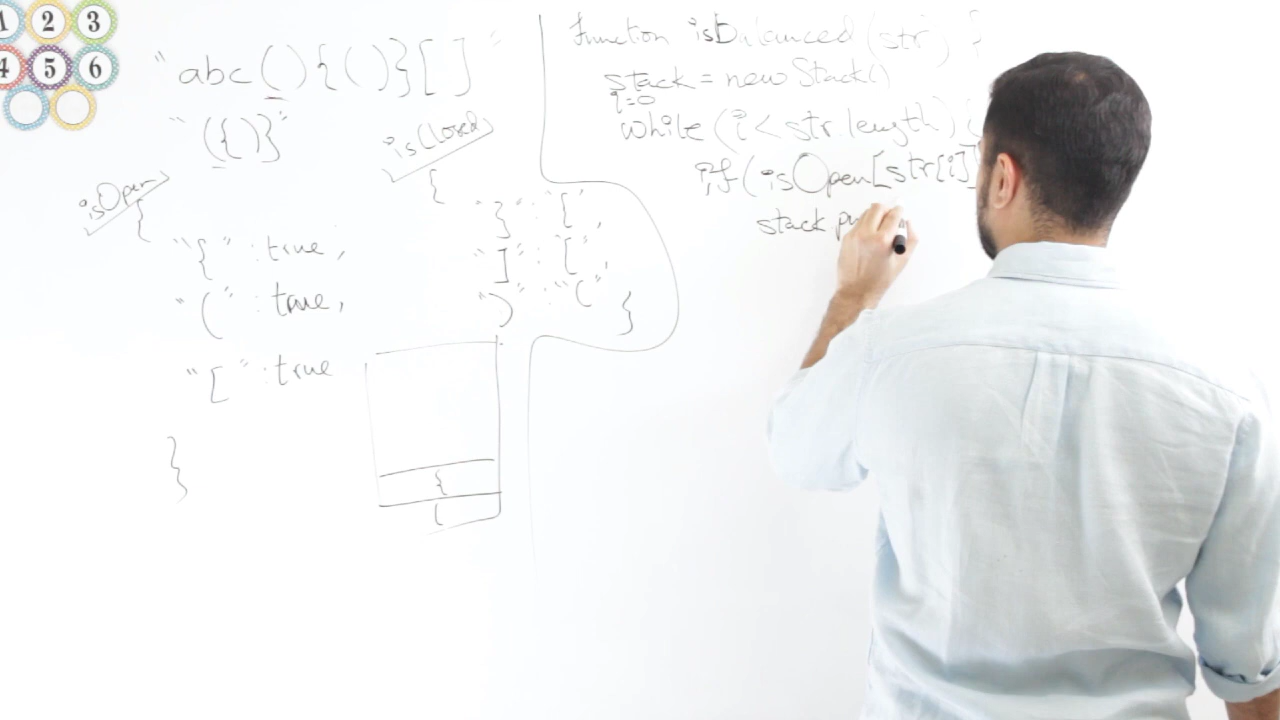 1 2 3
4 5 6
"abc(){()}[]"
"({)}"
isOpen
{
"{" : true,
"(" : true,
"[" : true
}
isClosed
{
"}" : "{",
"]" : "[",
")" : "("
}
{
(
Function isBalanced (str) {
stack = new Stack()
i=0
while (i < str.length) {
if ( isOpen[str[i]]
stack.pu